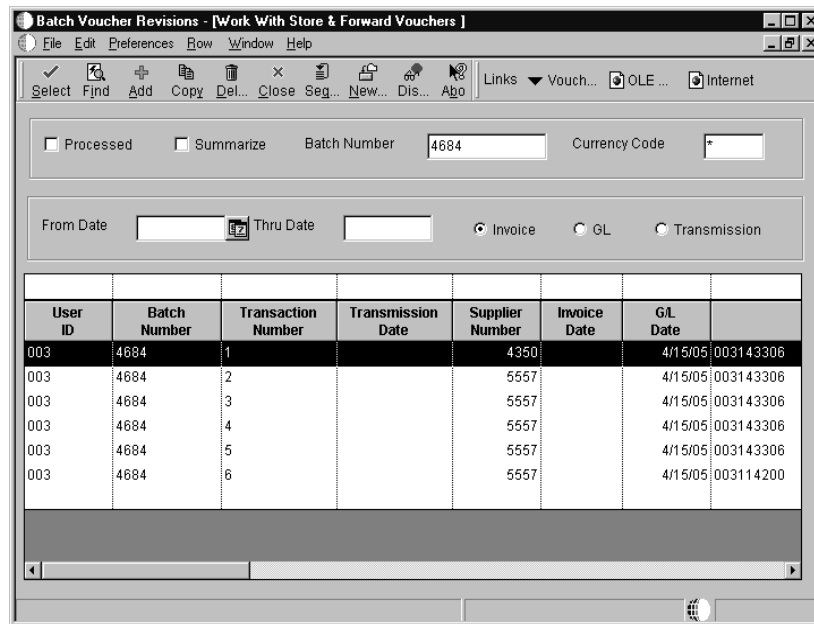 Batch Voucher Revisions - [Work With Store & Forward Vouchers ]
File Edit Preferences Row Window Help
Select Find Add Copy Del... Close Seq... New... Dis... Abo Links Vouch... OLE ... Internet
Processed Summarize Batch Number 4684 Currency Code *
From Date Thru Date Invoice GL Transmission
User ID Batch Number Transaction Number Transmission Date Supplier Number Invoice Date G/L Date
003 4684 1 4350 4/15/05 003143306
003 4684 2 5557 4/15/05 003143306
003 4684 3 5557 4/15/05 003143306
003 4684 4 5557 4/15/05 003143306
003 4684 5 5557 4/15/05 003143306
003 4684 6 5557 4/15/05 003114200